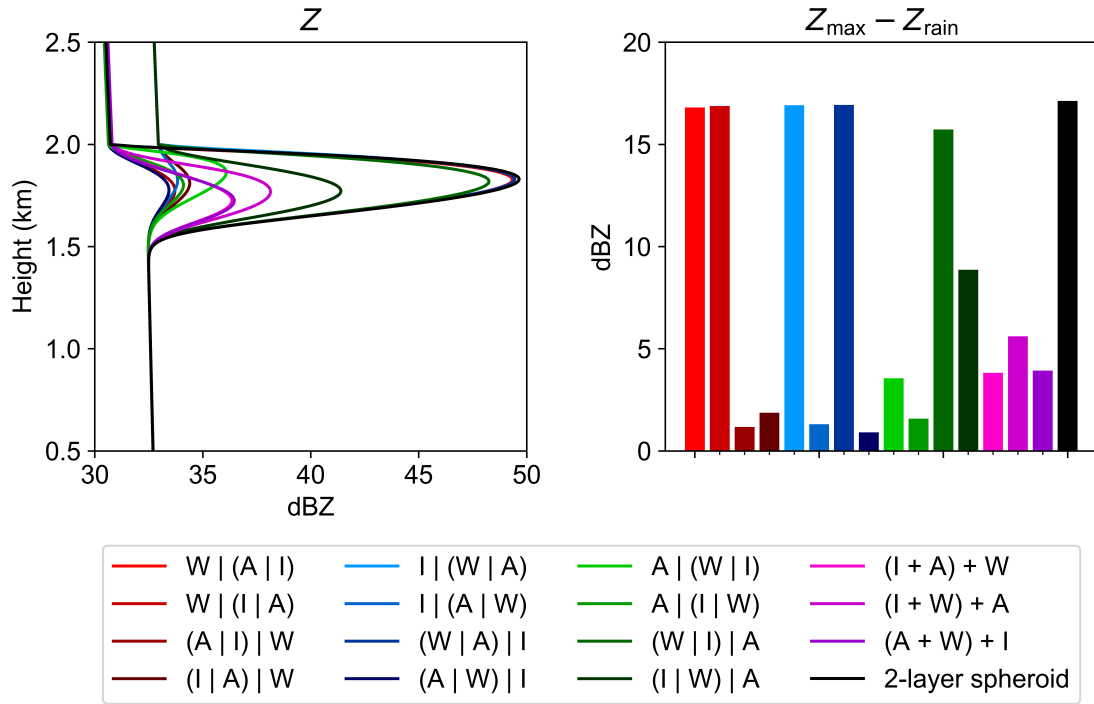 Z
Z_max − Z_rain
2.5
2.0
1.5
1.0
0.5
Height (km)
30
35
40
45
50
dBZ
20
15
10
5
0
dBZ
W | (A | I)
W | (I | A)
(A | I) | W
(I | A) | W
I | (W | A)
I | (A | W)
(W | A) | I
(A | W) | I
A | (W | I)
A | (I | W)
(W | I) | A
(I | W) | A
(I + A) + W
(I + W) + A
(A + W) + I
2-layer spheroid